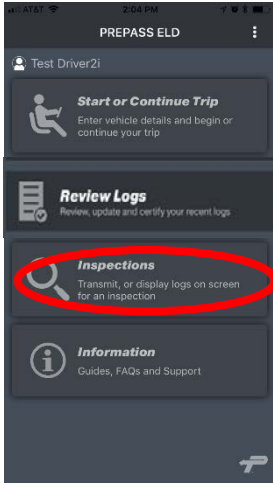 AT&T 2:04 PM
PREPASS ELD
Test Driver2i
Start or Continue Trip
Enter vehicle details and begin or
continue your trip
Review Logs
Review, update and certify your recent logs
Inspections
Transmit, or display logs on screen
for an inspection
Information
Guides, FAQs and Support